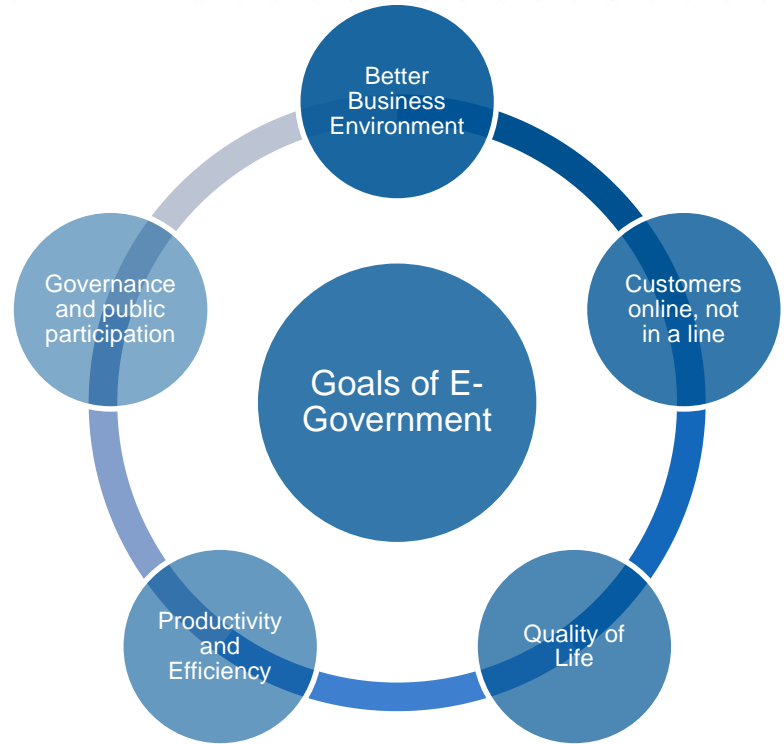 Better
Business
Environment
Customers
online, not
in a line
Quality of
Life
Productivity
and
Efficiency
Governance
and public
participation
Goals of E-
Government